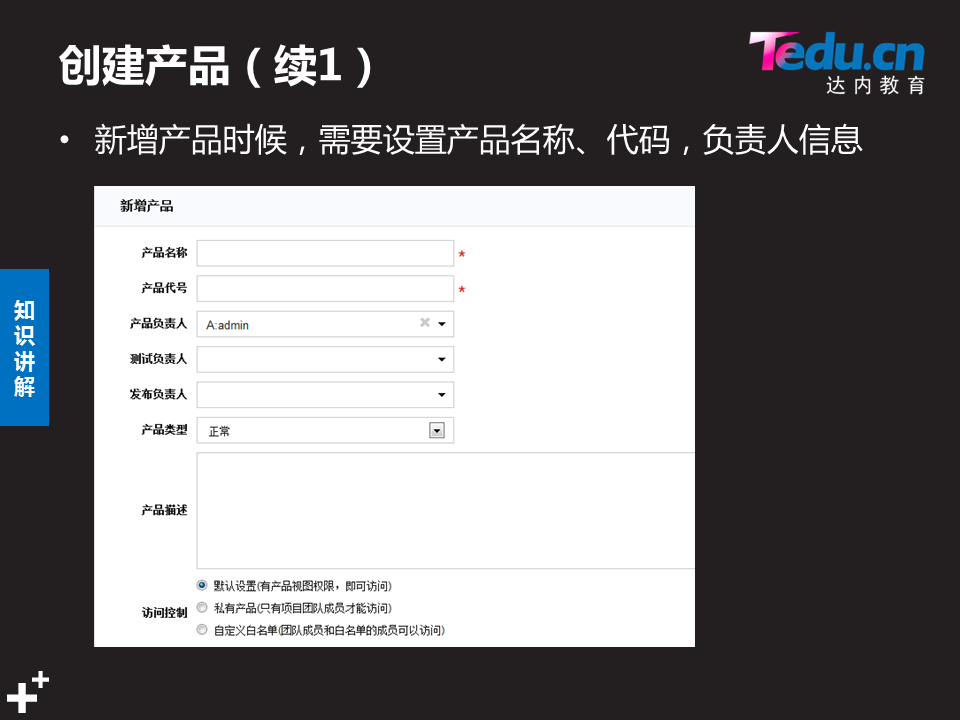 创建产品（续1）
Tedu.cn
达内教育
• 新增产品时候，需要设置产品名称、代码，负责人信息
知识讲解
新增产品
产品名称 *
产品代号 *
产品负责人 A:admin
测试负责人
发布负责人
产品类型 正常
产品描述
访问控制
默认设置(有产品视图权限，即可访问)
私有产品(只有项目团队成员才能访问)
自定义白名单(团队成员和白名单的成员可以访问)